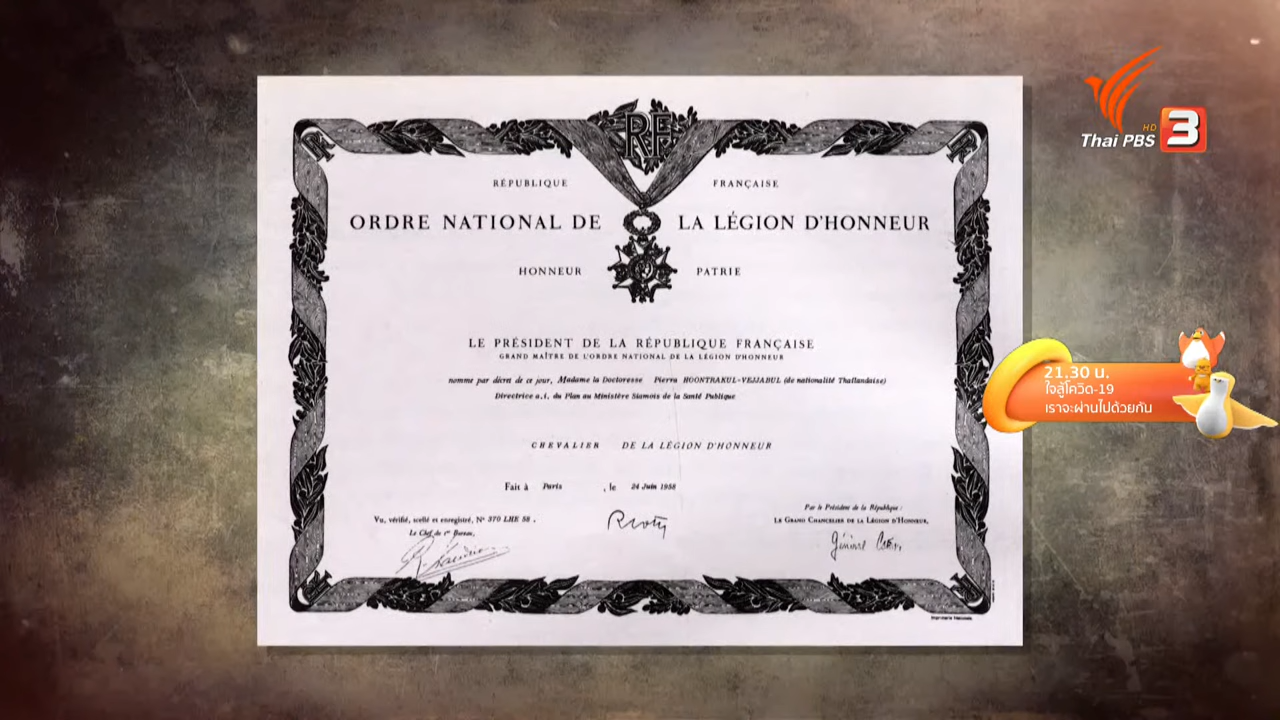 RF
RÉPUBLIQUE FRANÇAISE
ORDRE NATIONAL DE LA LÉGION D'HONNEUR
HONNEUR PATRIE
LE PRÉSIDENT DE LA RÉPUBLIQUE FRANÇAISE
GRAND MAÎTRE DE L'ORDRE NATIONAL DE LA LÉGION D'HONNEUR
nomme par décret de ce jour, Madame la Doctoresse Pierra HOONTRAKUL-VEJJABUL (de nationalité Thaïlandaise)
Directrice a.i. du Plan au Ministère Siamois de la Santé Publique
CHEVALIER DE LA LÉGION D'HONNEUR
Fait à Paris , le 24 Juin 1958
Vu, vérifié, scellé et enregistré, Nº 370 LHE 58 .
Le Chef du 1er Bureau,
Par le Président de la République :
LE GRAND CHANCELIER DE LA LÉGION D'HONNEUR,
Général
Imprimerie Nationale.
Thai PBS HD 3
21.30 น.
ใจสู้โควิด-19
เราจะผ่านไปด้วยกัน